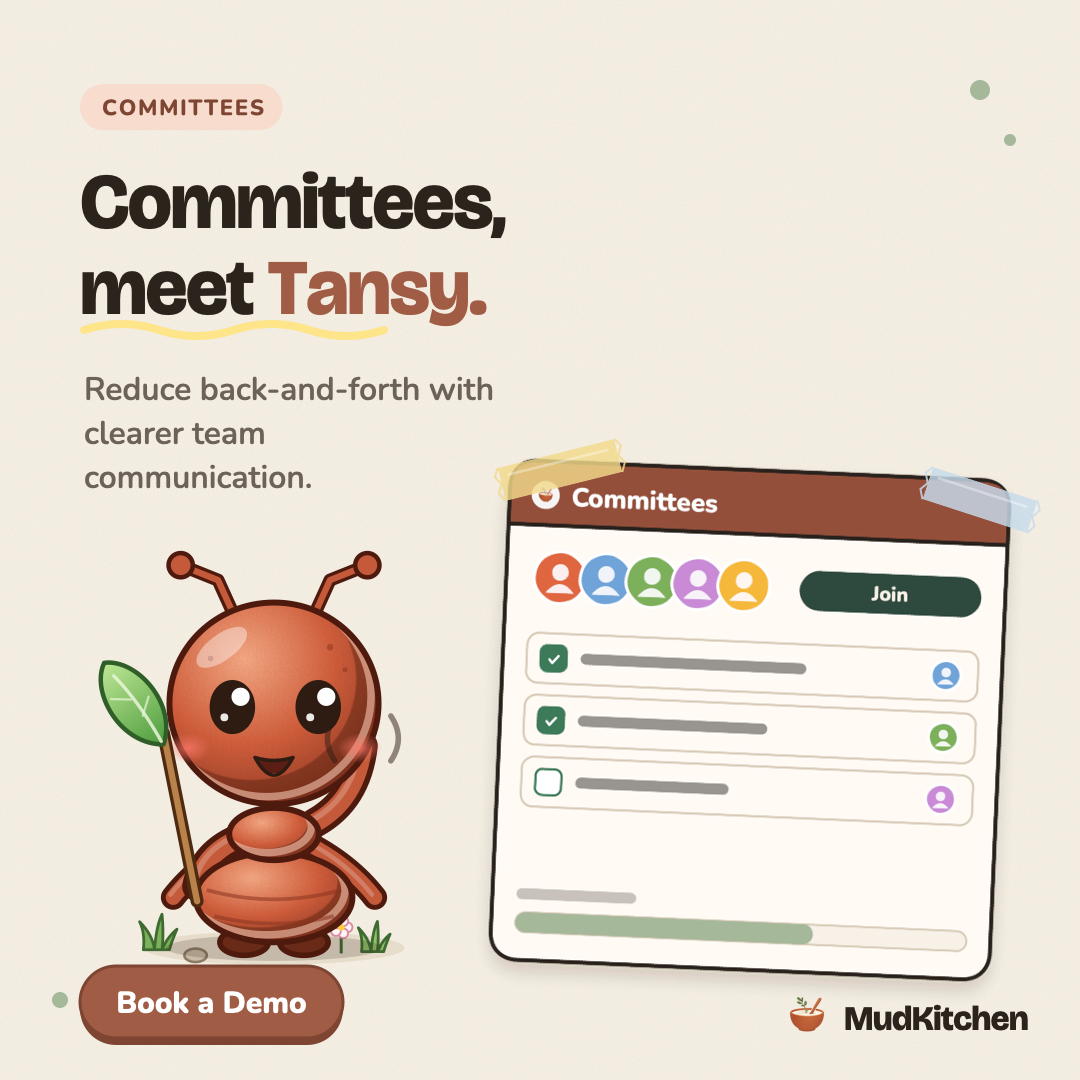 COMMITTEES
Committees,
meet Tansy.
Reduce back-and-forth with
clearer team
communication.
Committees
Join
Book a Demo
MudKitchen